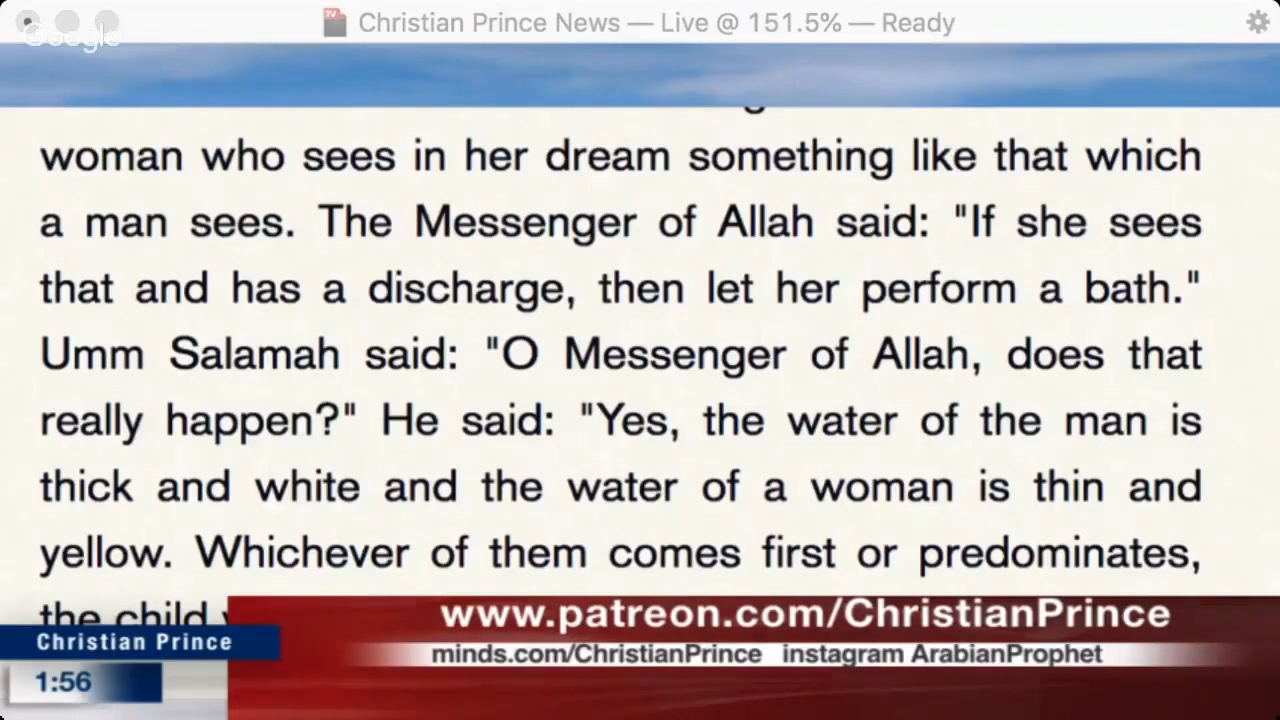 Christian Prince News — Live @ 151.5% — Ready
Google
woman who sees in her dream something like that which
a man sees. The Messenger of Allah said: "If she sees
that and has a discharge, then let her perform a bath."
Umm Salamah said: "O Messenger of Allah, does that
really happen?" He said: "Yes, the water of the man is
thick and white and the water of a woman is thin and
yellow. Whichever of them comes first or predominates,
the child
www.patreon.com/ChristianPrince
Christian Prince
minds.com/ChristianPrince instagram ArabianProphet
1:56